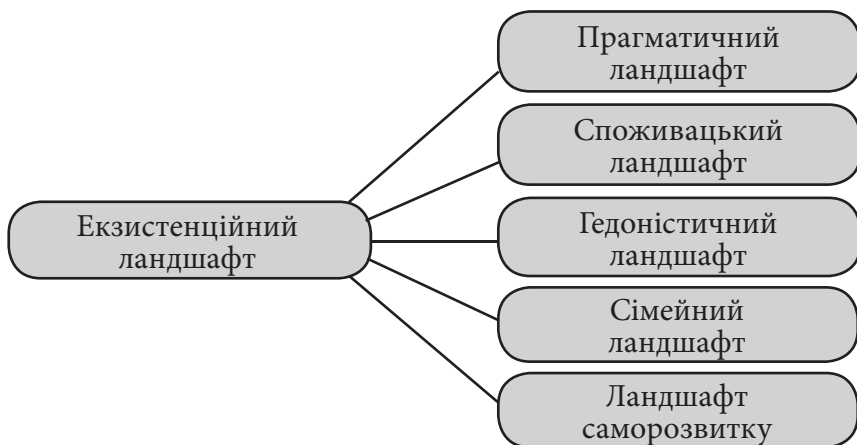 Прагматичний
ландшафт
Споживацький
ландшафт
Екзистенційний
ландшафт
Гедоністичний
ландшафт
Сімейний
ландшафт
Ландшафт
саморозвитку